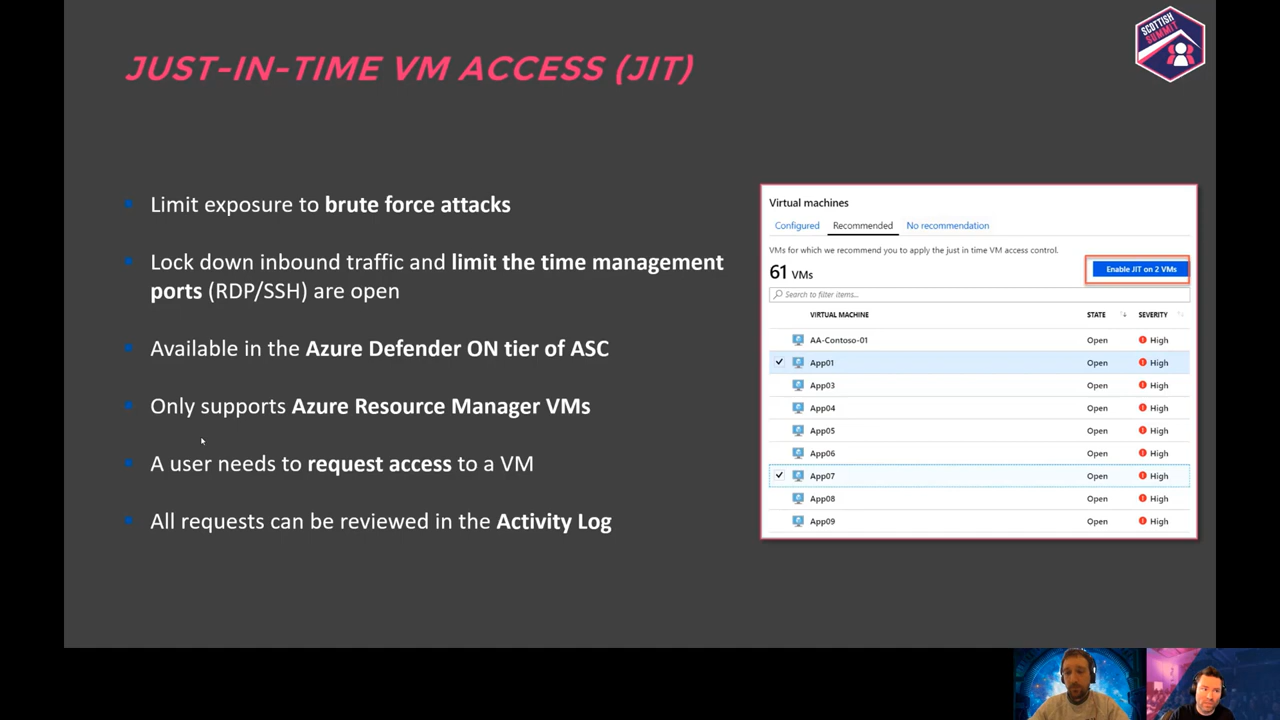 SCOTTISH
SUMMIT
JUST-IN-TIME VM ACCESS (JIT)
Limit exposure to brute force attacks
Lock down inbound traffic and limit the time management
ports (RDP/SSH) are open
Available in the Azure Defender ON tier of ASC
Only supports Azure Resource Manager VMs
A user needs to request access to a VM
All requests can be reviewed in the Activity Log
Virtual machines
Configured Recommended No recommendation
VMs for which we recommend you to apply the just in time VM access control.
61 VMs
Enable JIT on 2 VMs
Search to filter items...
VIRTUAL MACHINE STATE SEVERITY
AA-Contoso-01 Open High
App01 Open High
App03 Open High
App04 Open High
App05 Open High
App06 Open High
App07 Open High
App08 Open High
App09 Open High